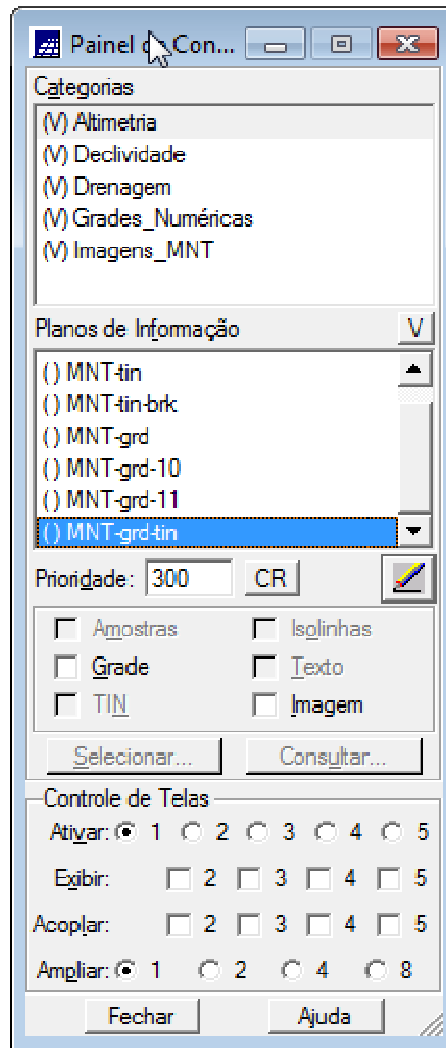 Painel de Con...
Categorias
(V) Altimetria
(V) Declividade
(V) Drenagem
(V) Grades_Numéricas
(V) Imagens_MNT
Planos de Informação V
( ) MNT-tin
( ) MNT-tin-brk
( ) MNT-grd
( ) MNT-grd-10
( ) MNT-grd-11
( ) MNT-grd-tin
Prioridade: 300 CR
Amostras Isolinhas
Grade Texto
TIN Imagem
Selecionar... Consultar...
Controle de Telas
Ativar: 1 2 3 4 5
Exibir: 2 3 4 5
Acoplar: 2 3 4 5
Ampliar: 1 2 4 8
Fechar Ajuda